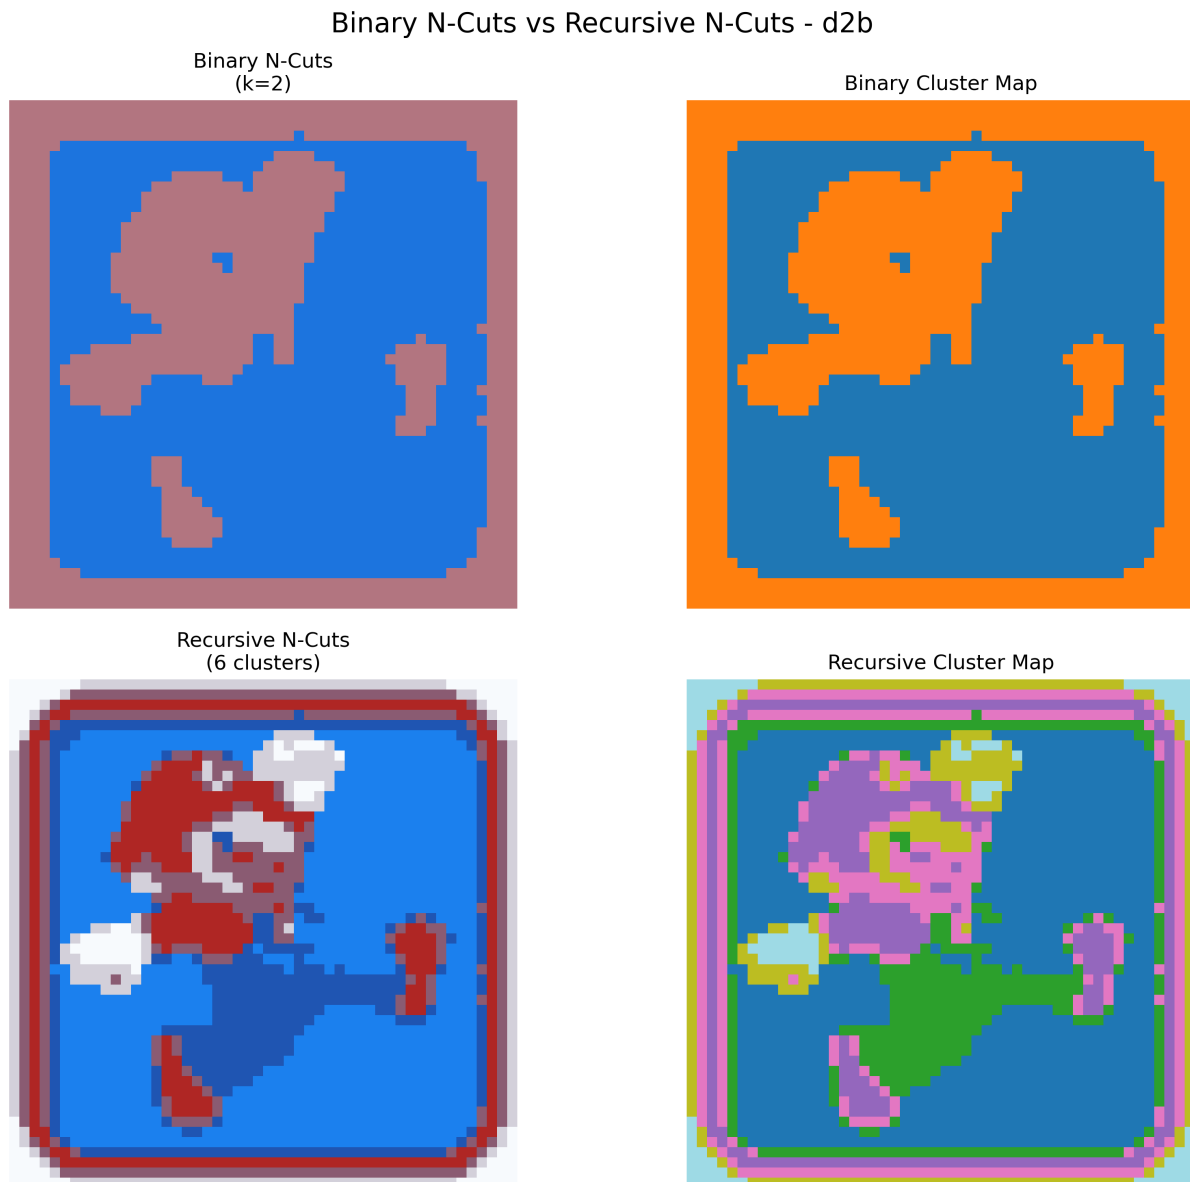 Binary N-Cuts vs Recursive N-Cuts - d2b
Binary N-Cuts
(k=2)
Binary Cluster Map
Recursive N-Cuts
(6 clusters)
Recursive Cluster Map